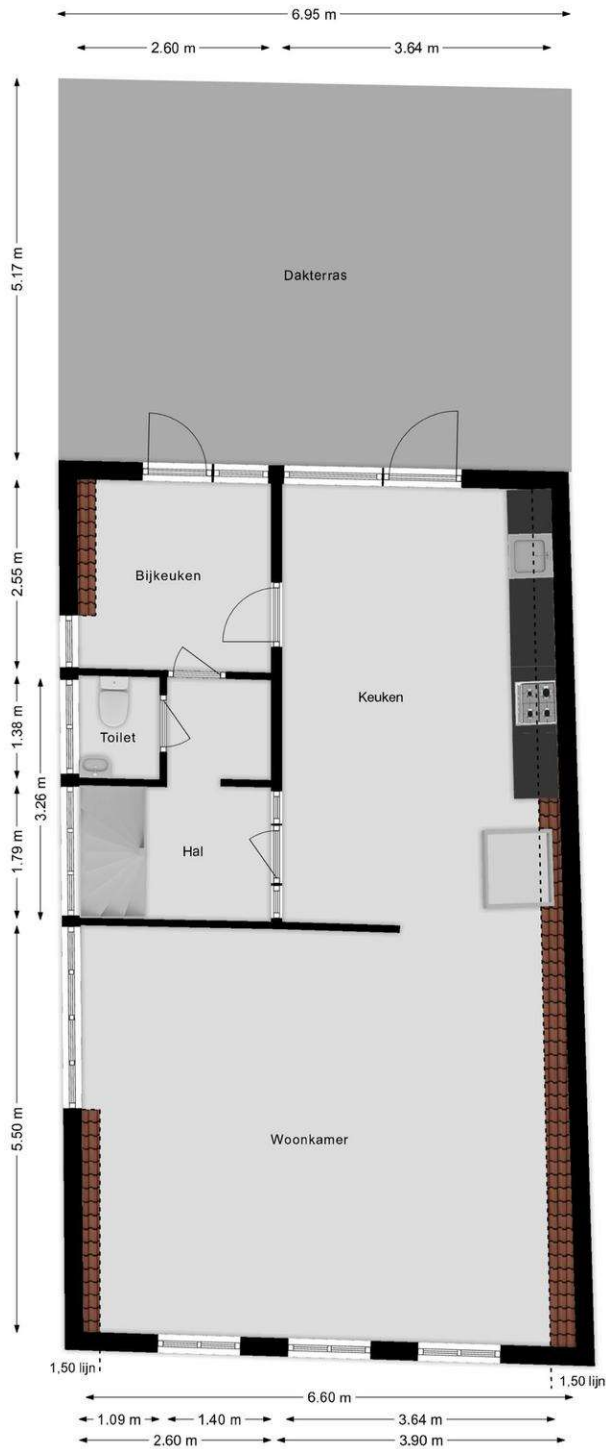 6.95 m
2.60 m
3.64 m
5.17 m
Dakterras
2.55 m
Bijkeuken
1.38 m
Toilet
Keuken
3.26 m
1.79 m
Hal
5.50 m
Woonkamer
1,50 lijn
1,50 lijn
6.60 m
1.09 m
1.40 m
3.64 m
2.60 m
3.90 m